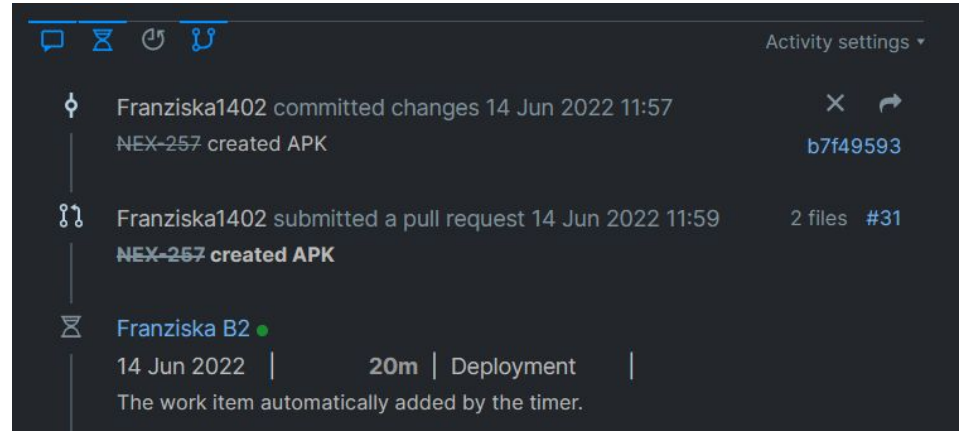 Activity settings
Franziska1402 committed changes 14 Jun 2022 11:57
NEX-257 created APK b7f49593
Franziska1402 submitted a pull request 14 Jun 2022 11:59 2 files #31
NEX-257 created APK
Franziska B2
14 Jun 2022 | 20m | Deployment |
The work item automatically added by the timer.